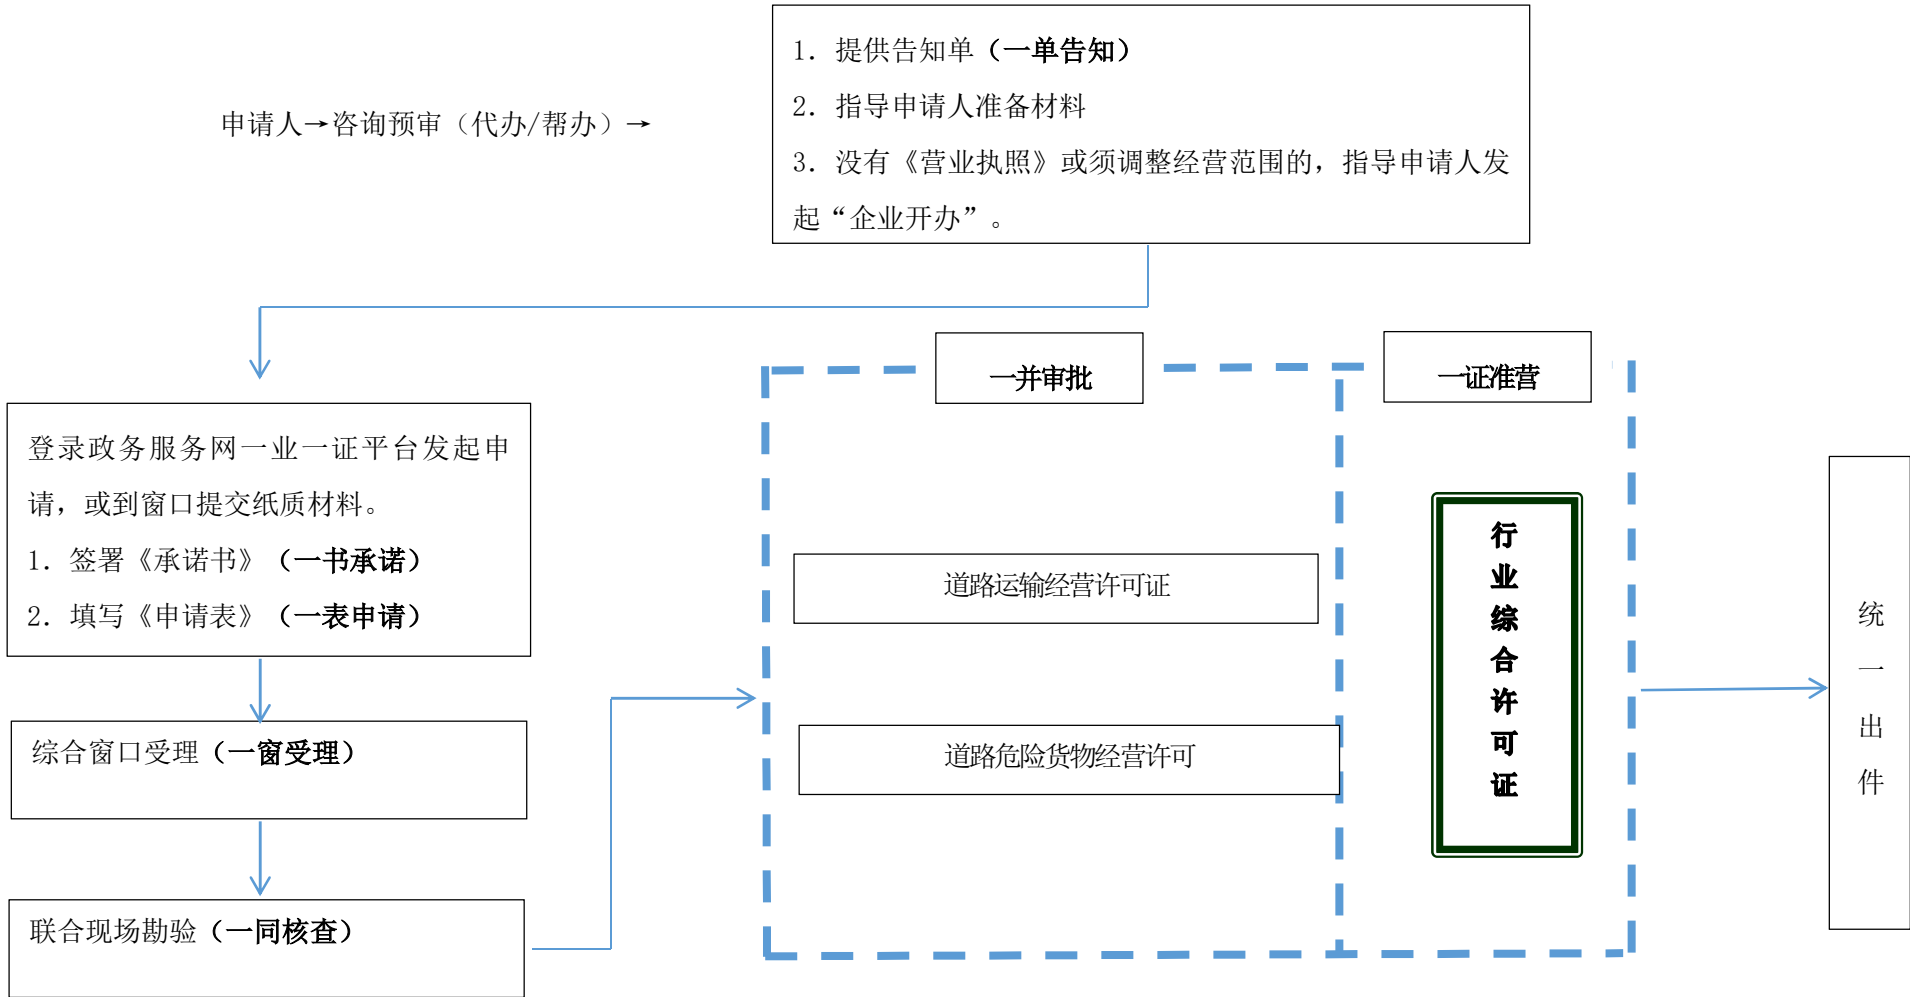 申请人→咨询预审（代办/帮办）→
1. 提供告知单（一单告知）
2. 指导申请人准备材料
3. 没有《营业执照》或须调整经营范围的，指导申请人发
起“企业开办”。
登录政务服务网一业一证平台发起申
请，或到窗口提交纸质材料。
1. 签署《承诺书》（一书承诺）
2. 填写《申请表》（一表申请）
综合窗口受理（一窗受理）
联合现场勘验（一同核查）
一并审批
道路运输经营许可证
道路危险货物经营许可
一证准营
行
业
综
合
许
可
证
统
一
出
件